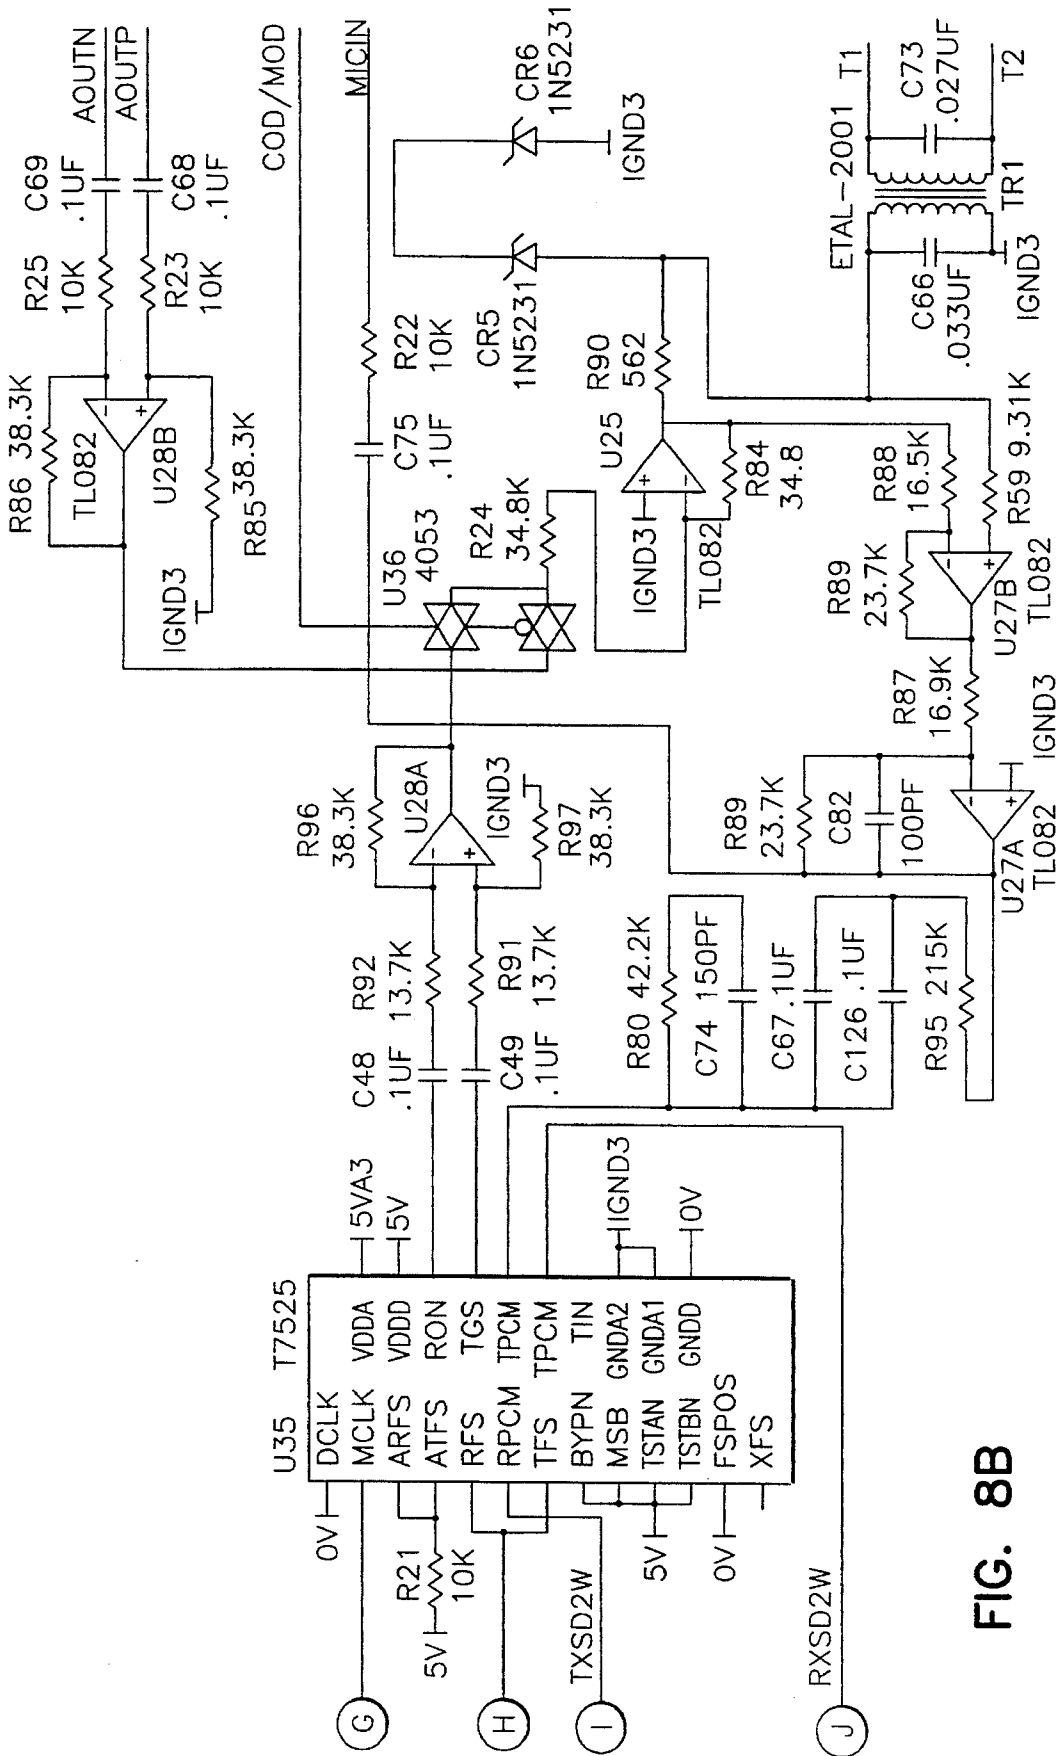 U35 T7525
DCLK
MCLK VDDA
ARFS VDDD
ATFS RON
RFS TGS
RPCM TPCM
TFS TPCM
BYPN TIN
MSB GNDA2
TSTAN GNDA1
TSTBN GNDD
FSPOS
XFS
0V
G
R21
10K
5V
H
I
TXSD2W
5V
0V
J
RXSD2W
5VA3
5V
IGND3
0V
C48
.1UF
R92
13.7K
C49
.1UF
R91
13.7K
R96
38.3K
U28A
IGND3
R97
38.3K
R80 42.2K
C74 150PF
C67 .1UF
C126 .1UF
R95 215K
R89
23.7K
C82
100PF
U27A
TL082
IGND3
R87
16.9K
R89
23.7K
U27B
TL082
R88
16.5K
R59 9.31K
U36
4053
R24
34.8K
C75
.1UF
R22
10K
IGND3
TL082
U25
R84
34.8
R90
562
CR5
1N5231
CR6
1N5231
IGND3
R86 38.3K
TL082
U28B
R85 38.3K
IGND3
R25
10K
R23
10K
C69
.1UF
C68
.1UF
AOUTN
AOUTP
COD/MOD
MICIN
ETAL-2001
C66
.033UF
IGND3
TR1
C73
.027UF
T1
T2
FIG. 8B